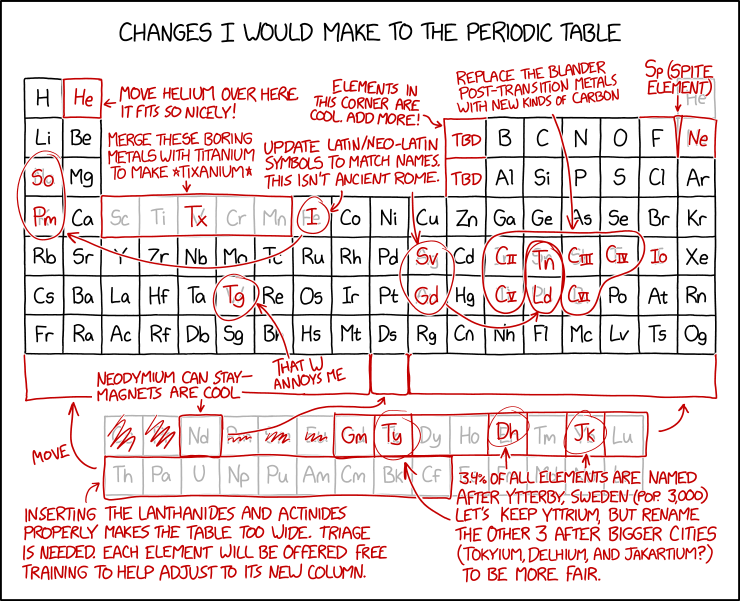 CHANGES I WOULD MAKE TO THE PERIODIC TABLE
Sp (SPITE ELEMENT)
REPLACE THE BLANDER
POST-TRANSITION METALS
WITH NEW KINDS OF CARBON
ELEMENTS IN
THIS CORNER ARE
COOL. ADD MORE!
MOVE HELIUM OVER HERE.
IT FITS SO NICELY!
MERGE THESE BORING
METALS WITH TITANIUM
TO MAKE *TIXANIUM*
UPDATE LATIN/NEO-LATIN
SYMBOLS TO MATCH NAMES.
THIS ISN'T ANCIENT ROME.
H He He
Li Be TBD B C N O F Ne
So Mg TBD Al Si P S Cl Ar
Pm Ca Sc Ti Tx Cr Mn I Co Ni Cu Zn Ga Ge As Se Br Kr
Rb Sr Y Zr Nb Mo Tc Ru Rh Pd Sv Cd CII Tn CIII CIV Io Xe
Cs Ba La Hf Ta Tg Re Os Ir Pt Gd Hg CV Ld CVI Po At Rn
Fr Ra Ac Rf Db Sg Bh Hs Mt Ds Rg Cn Nh Fl Mc Lv Ts Og
THAT W
ANNOYS ME
NEODYMIUM CAN STAY-
MAGNETS ARE COOL
MOVE
Nd Gm Ty Dy Ho Dh Tm Jk Lu
Th Pa U Np Pu Am Cm Bk Cf
INSERTING THE LANTHANIDES AND ACTINIDES
PROPERLY MAKES THE TABLE TOO WIDE. TRIAGE
IS NEEDED. EACH ELEMENT WILL BE OFFERED FREE
TRAINING TO HELP ADJUST TO ITS NEW COLUMN.
3.4% OF ALL ELEMENTS ARE NAMED
AFTER YTTERBY, SWEDEN (POP. 3,000)
LET'S KEEP YTTRIUM, BUT RENAME
THE OTHER 3 AFTER BIGGER CITIES
(TOKYIUM, DELHIUM, AND JAKARTIUM?)
TO BE MORE FAIR.